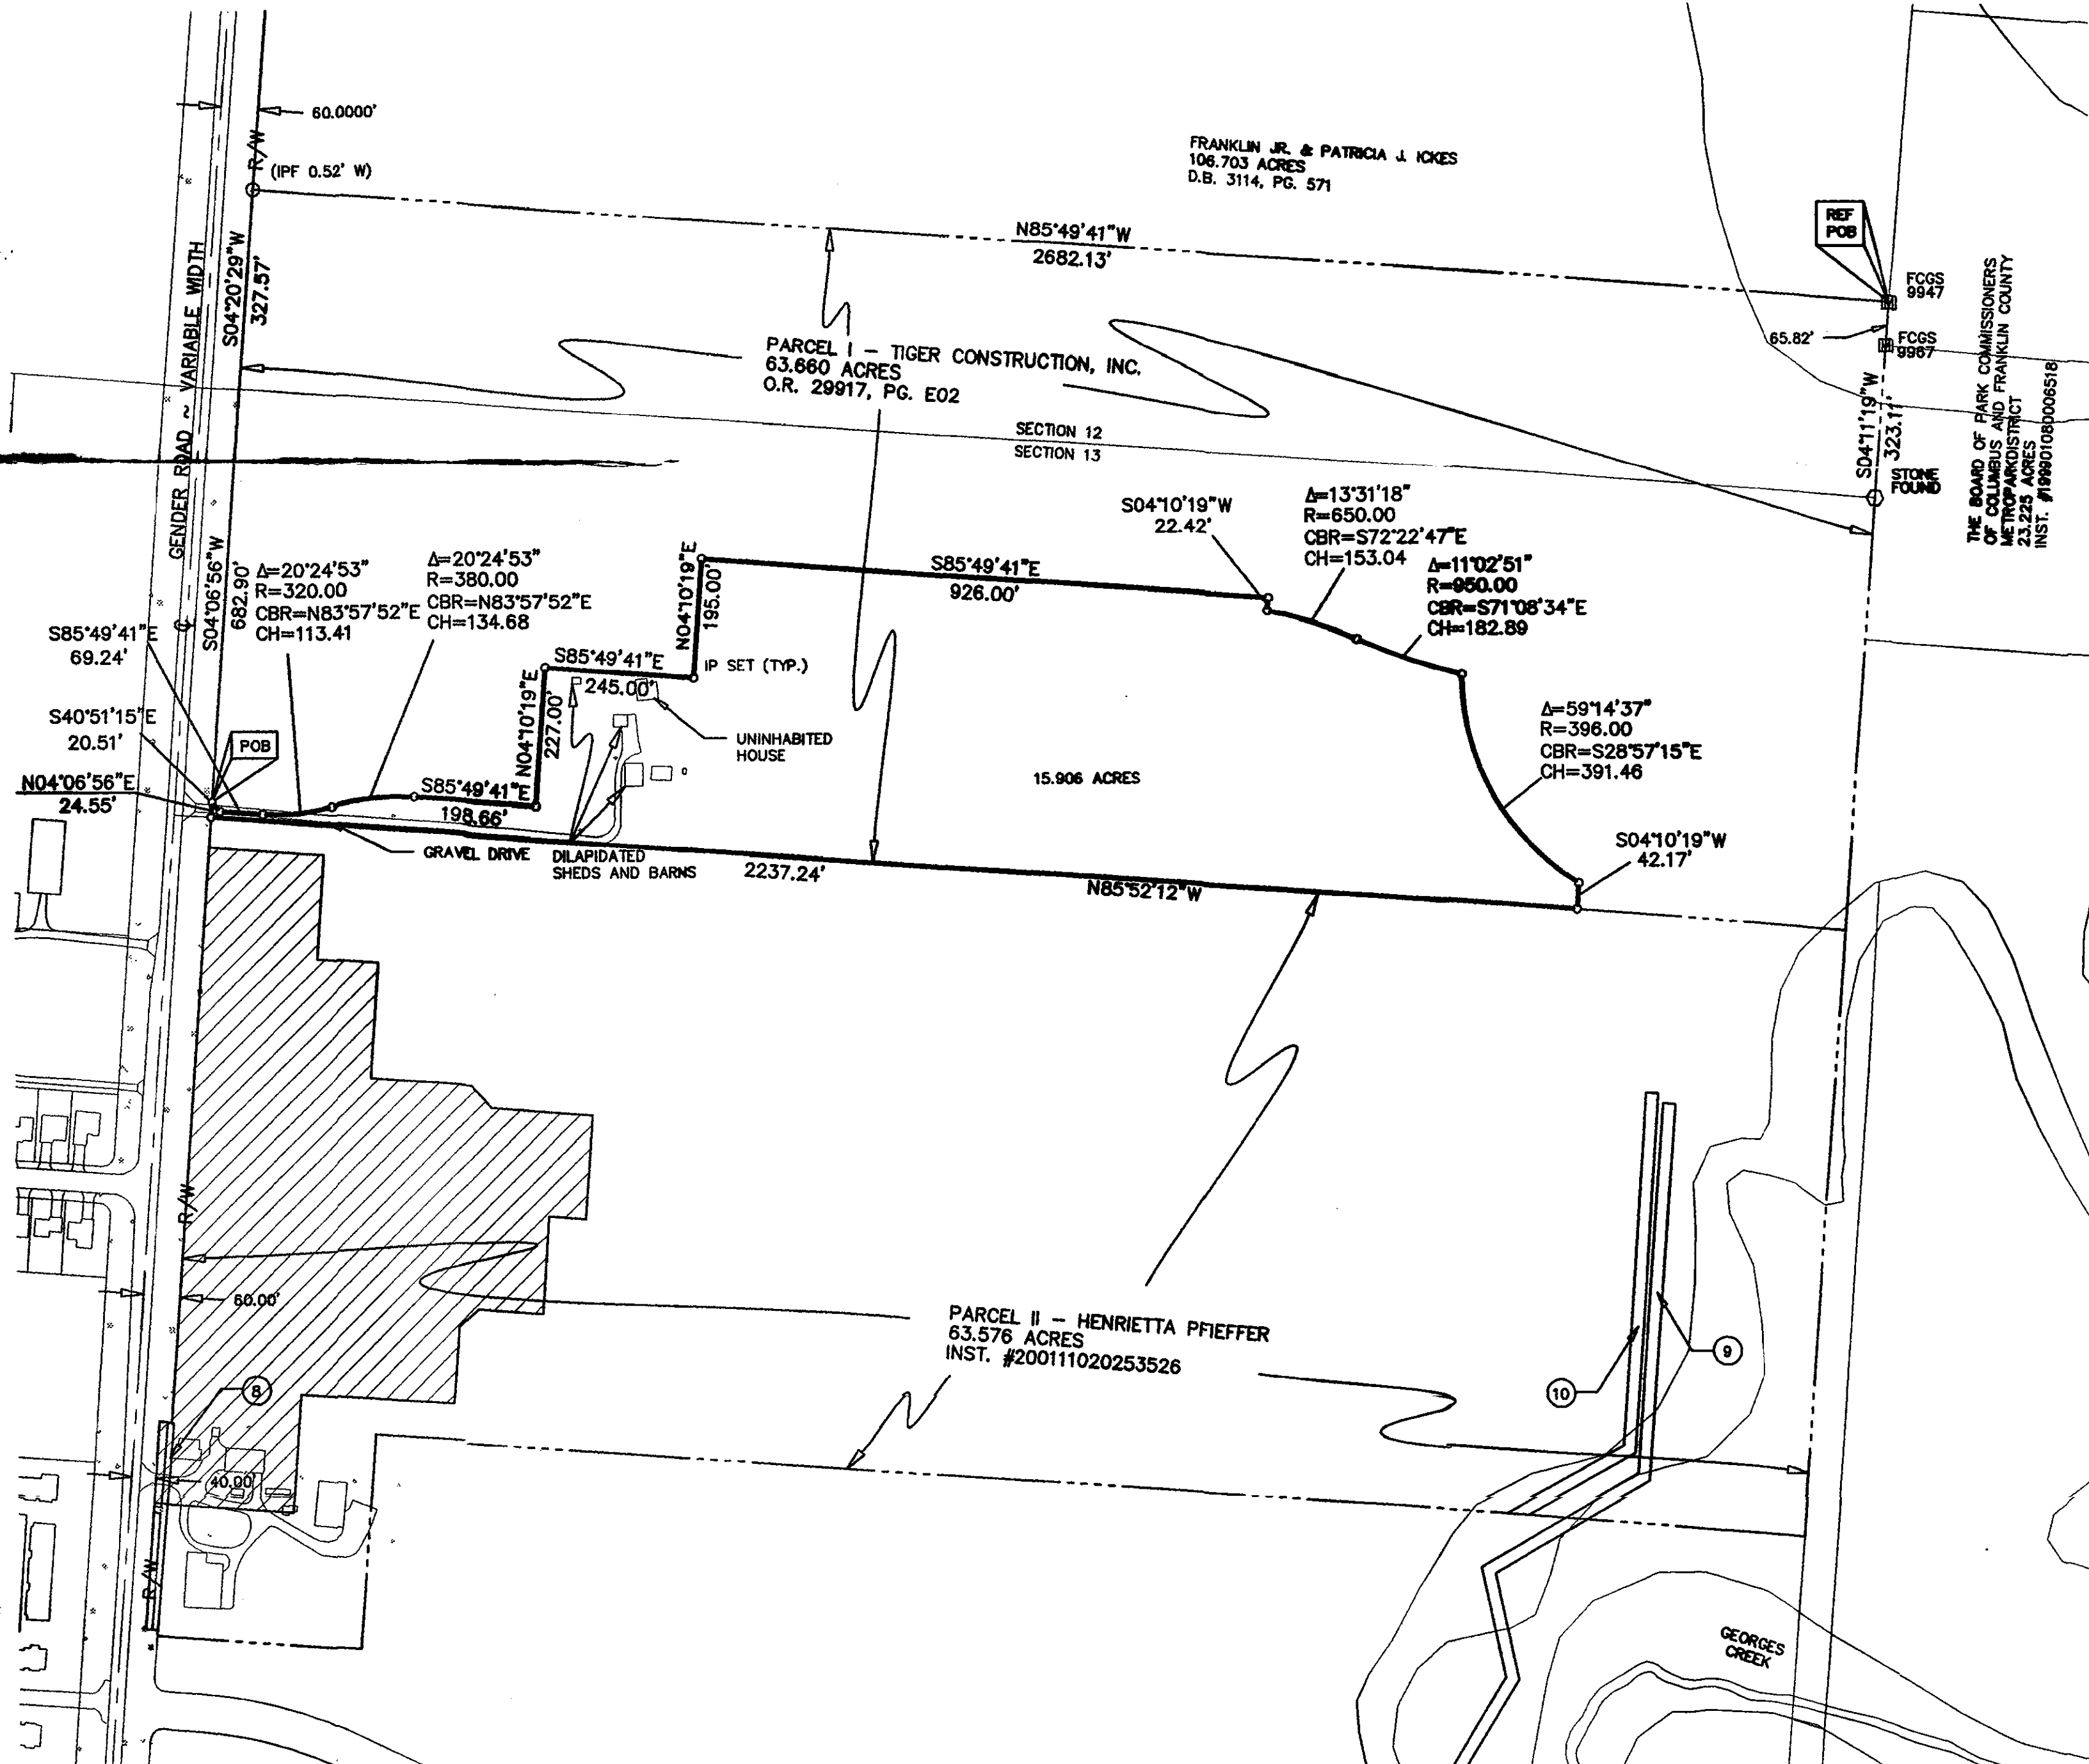 60.0000'
R/W
(IPF 0.52' W)
FRANKLIN JR. & PATRICIA J. ICKES
106.703 ACRES
D.B. 3114, PG. 571
N85°49'41"W
2682.13'
REF
POB
FCGS
9947
65.82'
FCGS
9967
S04°11'19"W
323.11'
STONE
FOUND
THE BOARD OF PARK COMMISSIONERS
OF COLUMBUS AND FRANKLIN COUNTY
METROPARKDISTRICT
23.225 ACRES
INST. #199901080006518
S04°20'29"W
327.57'
GENDER ROAD ~ VARIABLE WIDTH
PARCEL I – TIGER CONSTRUCTION, INC.
63.660 ACRES
O.R. 29917, PG. E02
SECTION 12
SECTION 13
S04°06'56"W
682.90'
Δ=20°24'53"
R=320.00
CBR=N83°57'52"E
CH=113.41
Δ=20°24'53"
R=380.00
CBR=N83°57'52"E
CH=134.68
N04°10'19"E
195.00'
S85°49'41"E
926.00'
S04°10'19"W
22.42'
Δ=13°31'18"
R=650.00
CBR=S72°22'47"E
CH=153.04
Δ=11°02'51"
R=950.00
CBR=S71°08'34"E
CH=182.89
S85°49'41"E
69.24'
S40°51'15"E
20.51'
POB
N04°06'56"E
24.55'
S85°49'41"E
245.00'
IP SET (TYP.)
N04°10'19"E
227.00'
UNINHABITED
HOUSE
S85°49'41"E
198.66'
15.906 ACRES
Δ=59°14'37"
R=396.00
CBR=S28°57'15"E
CH=391.46
S04°10'19"W
42.17'
GRAVEL DRIVE
DILAPIDATED
SHEDS AND BARNS
2237.24'
N85°52'12"W
R/W
60.00'
PARCEL II – HENRIETTA PFIEFFER
63.576 ACRES
INST. #200111020253526
8
9
10
40.00'
R/W
GEORGES
CREEK